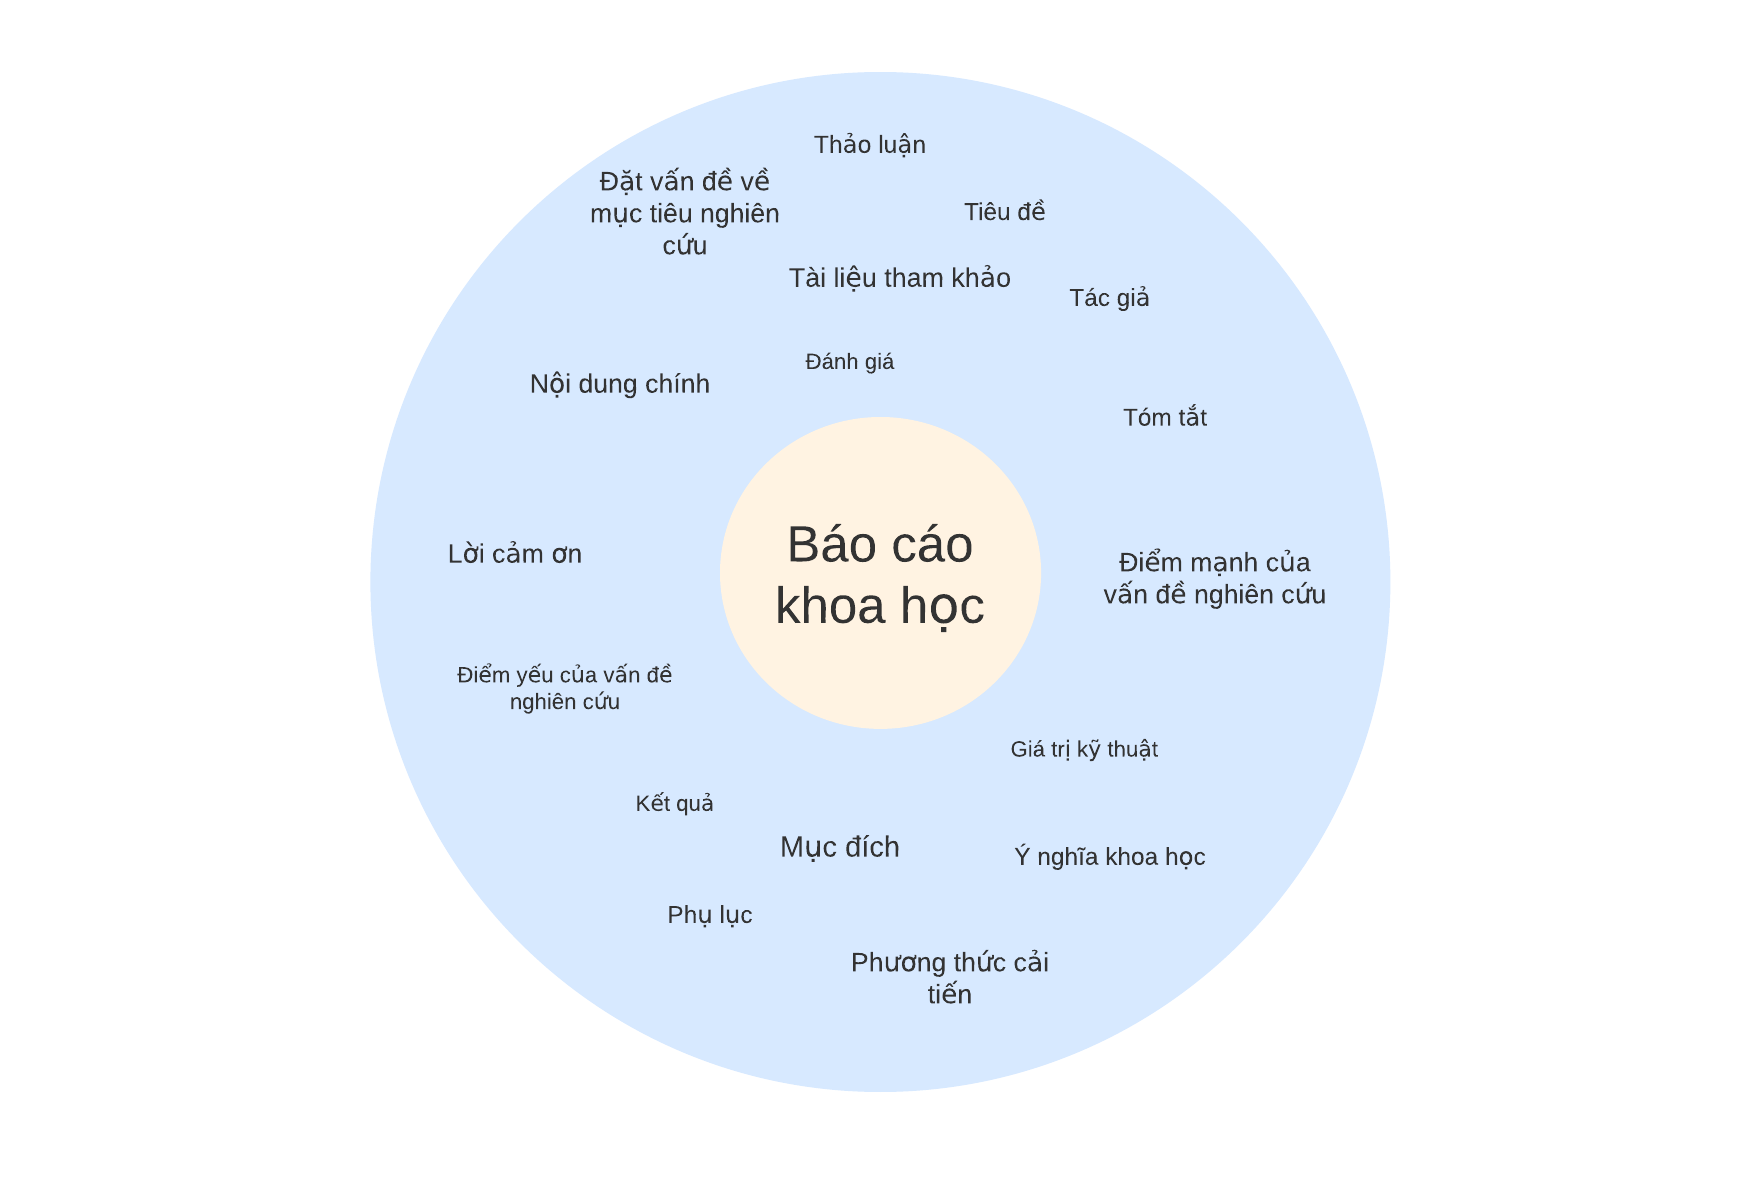 Thảo luận
Đặt vấn đề về
mục tiêu nghiên
cứu
Tiêu đề
Tài liệu tham khảo
Tác giả
Đánh giá
Nội dung chính
Tóm tắt
Báo cáo
khoa học
Lời cảm ơn
Điểm mạnh của
vấn đề nghiên cứu
Điểm yếu của vấn đề
nghiên cứu
Giá trị kỹ thuật
Kết quả
Mục đích
Ý nghĩa khoa học
Phụ lục
Phương thức cải
tiến